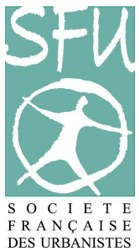 SFU
SOCIETE
FRANÇAISE
DES URBANISTES